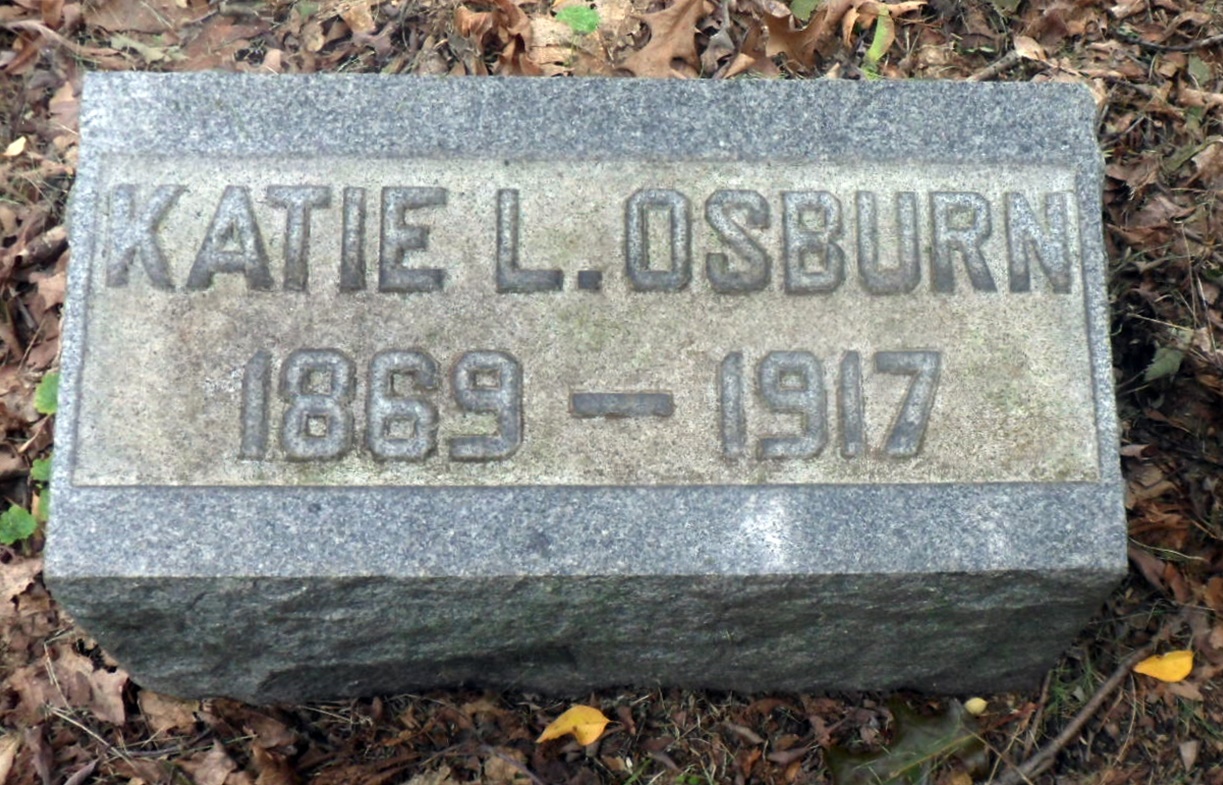 KATIE L. OSBURN
1869 – 1917